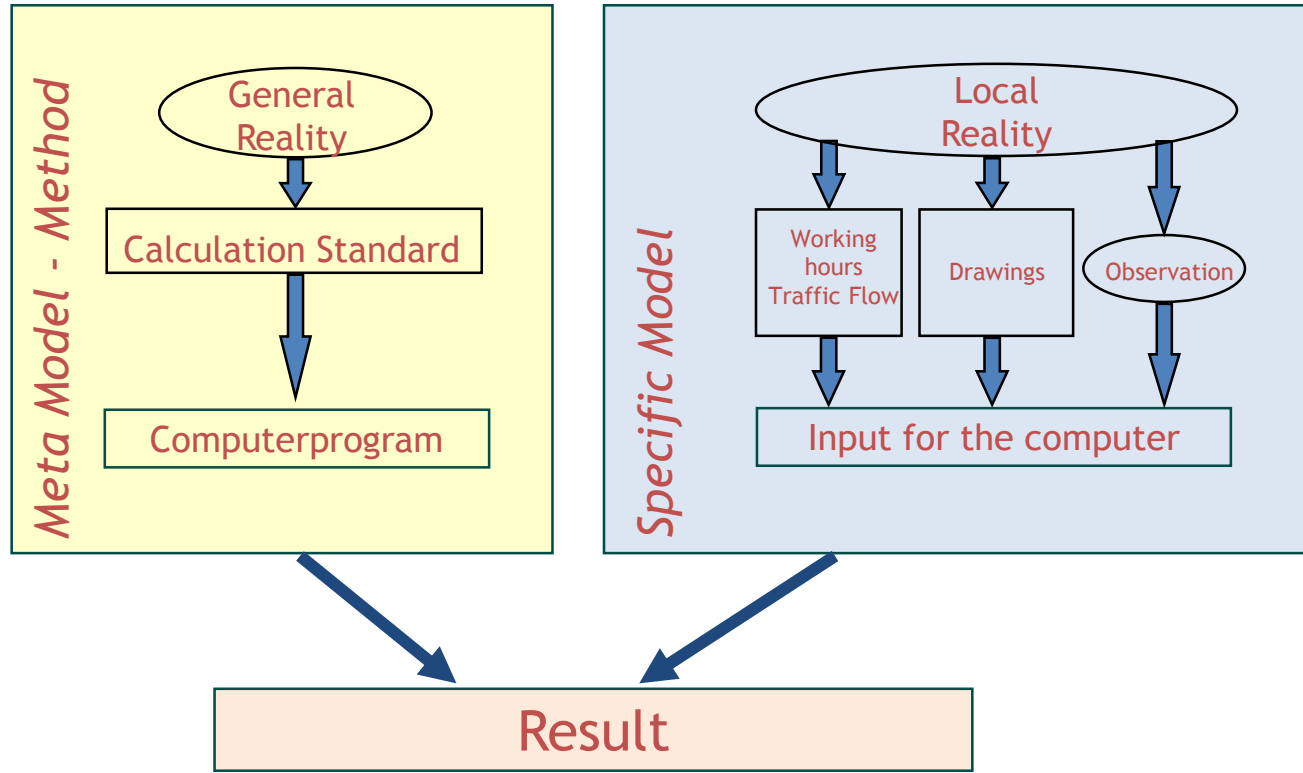 Meta Model - Method
General
Reality
Calculation Standard
Computerprogram
Specific Model
Local
Reality
Working
hours
Traffic Flow
Drawings
Observation
Input for the computer
Result